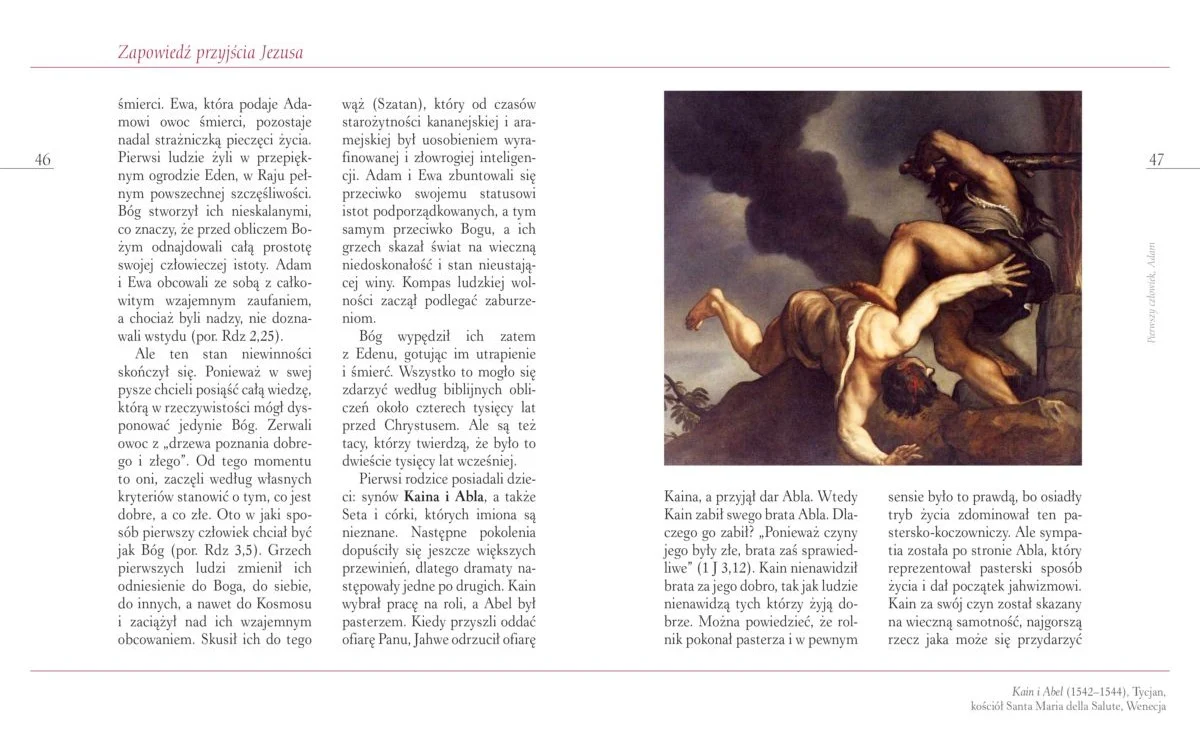 Zapowiedź przyjścia Jezusa
46
śmierci. Ewa, która podaje Ada-
mowi owoc śmierci, pozostaje
nadal strażniczką pieczęci życia.
Pierwsi ludzie żyli w przepięk-
nym ogrodzie Eden, w Raju peł-
nym powszechnej szczęśliwości.
Bóg stworzył ich nieskalanymi,
co znaczy, że przed obliczem Bo-
żym odnajdowali całą prostotę
swojej człowieczej istoty. Adam
i Ewa obcowali ze sobą z całko-
witym wzajemnym zaufaniem,
a chociaż byli nadzy, nie dozna-
wali wstydu (por. Rdz 2,25).
Ale ten stan niewinności
skończył się. Ponieważ w swej
pysze chcieli posiąść całą wiedzę,
którą w rzeczywistości mógł dys-
ponować jedynie Bóg. Zerwali
owoc z „drzewa poznania dobre-
go i złego”. Od tego momentu
to oni, zaczęli według własnych
kryteriów stanowić o tym, co jest
dobre, a co złe. Oto w jaki spo-
sób pierwszy człowiek chciał być
jak Bóg (por. Rdz 3,5). Grzech
pierwszych ludzi zmienił ich
odniesienie do Boga, do siebie,
do innych, a nawet do Kosmosu
i zaciążył nad ich wzajemnym
obcowaniem. Skusił ich do tego
wąż (Szatan), który od czasów
starożytności kananejskiej i ara-
mejskiej był uosobieniem wyra-
finowanej i złowrogiej inteligen-
cji. Adam i Ewa zbuntowali się
przeciwko swojemu statusowi
istot podporządkowanych, a tym
samym przeciwko Bogu, a ich
grzech skazał świat na wieczną
niedoskonałość i stan nieustają-
cej winy. Kompas ludzkiej wol-
ności zaczął podlegać zaburze-
niom.
Bóg wypędził ich zatem
z Edenu, gotując im utrapienie
i śmierć. Wszystko to mogło się
zdarzyć według biblijnych obli-
czeń około czterech tysięcy lat
przed Chrystusem. Ale są też
tacy, którzy twierdzą, że było to
dwieście tysięcy lat wcześniej.
Pierwsi rodzice posiadali dzie-
ci: synów Kaina i Abla, a także
Seta i córki, których imiona są
nieznane. Następne pokolenia
dopuściły się jeszcze większych
przewinień, dlatego dramaty na-
stępowały jedne po drugich. Kain
wybrał pracę na roli, a Abel był
pasterzem. Kiedy przyszli oddać
ofiarę Panu, Jahwe odrzucił ofiarę
Kaina, a przyjął dar Abla. Wtedy
Kain zabił swego brata Abla. Dla-
czego go zabił? „Ponieważ czyny
jego były złe, brata zaś sprawied-
liwe” (1 J 3,12). Kain nienawidził
brata za jego dobro, tak jak ludzie
nienawidzą tych którzy żyją do-
brze. Można powiedzieć, że rol-
nik pokonał pasterza i w pewnym
sensie było to prawdą, bo osiadły
tryb życia zdominował ten pa-
stersko-koczowniczy. Ale sympa-
tia została po stronie Abla, który
reprezentował pasterski sposób
życia i dał początek jahwizmowi.
Kain za swój czyn został skazany
na wieczną samotność, najgorszą
rzecz jaka może się przydarzyć
47
Pierwszy człowiek, Adam
Kain i Abel (1542–1544), Tycjan,
kościół Santa Maria della Salute, Wenecja